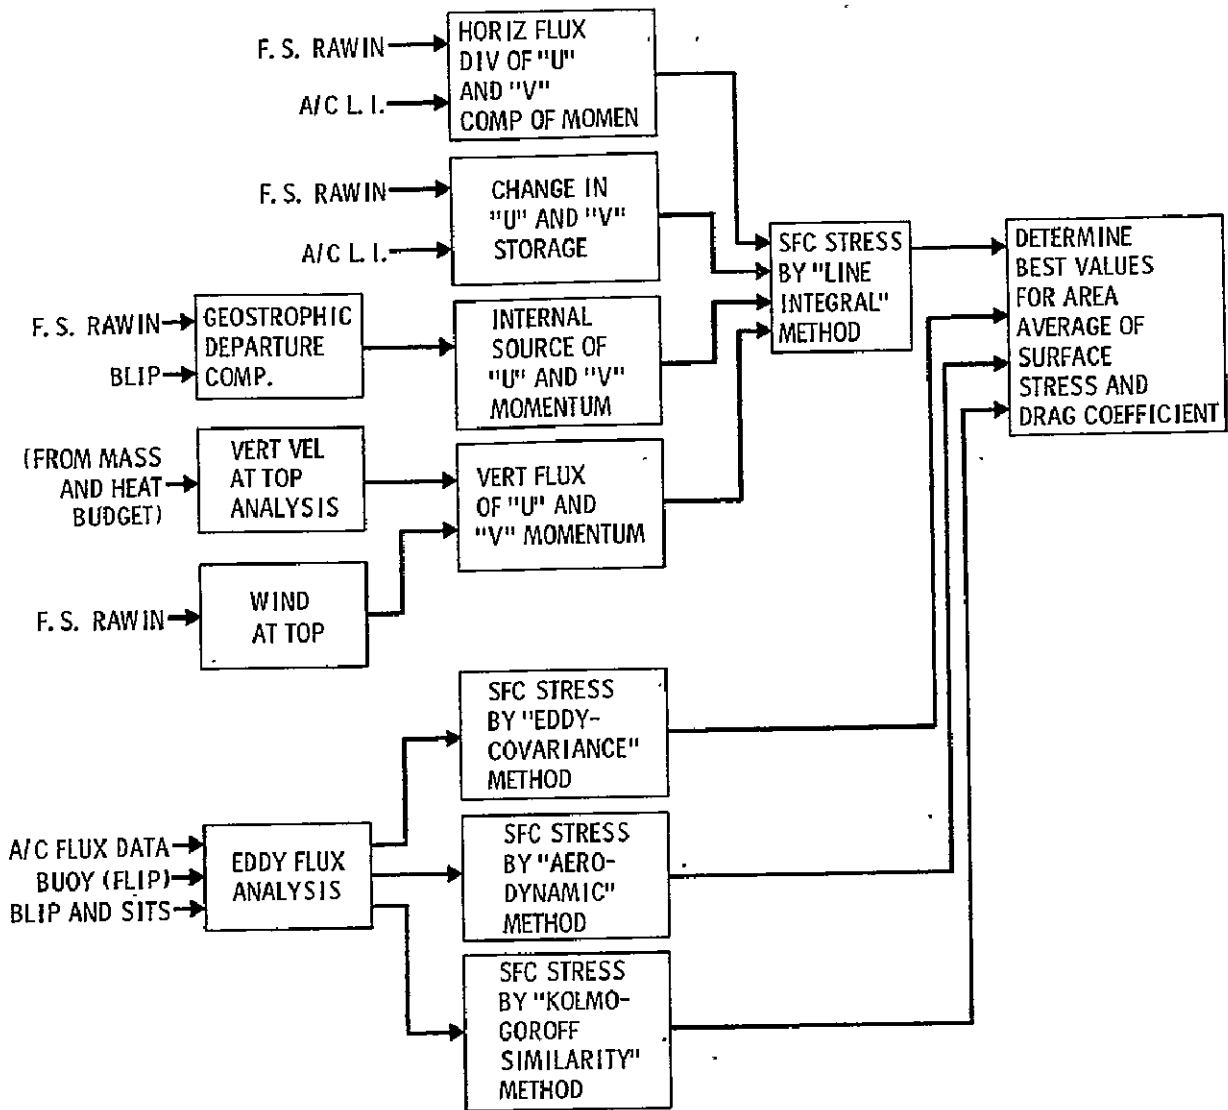 F. S. RAWIN
A/C L. I.
HORIZ FLUX
DIV OF "U"
AND "V"
COMP OF MOMEN
F. S. RAWIN
A/C L. I.
CHANGE IN
"U" AND "V"
STORAGE
F. S. RAWIN
BLIP
GEOSTROPHIC
DEPARTURE
COMP.
INTERNAL
SOURCE OF
"U" AND "V"
MOMENTUM
(FROM MASS
AND HEAT
BUDGET)
VERT VEL
AT TOP
ANALYSIS
VERT FLUX
OF "U" AND
"V" MOMENTUM
F. S. RAWIN
WIND
AT TOP
SFC STRESS
BY "LINE
INTEGRAL"
METHOD
DETERMINE
BEST VALUES
FOR AREA
AVERAGE OF
SURFACE
STRESS AND
DRAG COEFFICIENT
A/C FLUX DATA
BUOY (FLIP)
BLIP AND SITS
EDDY FLUX
ANALYSIS
SFC STRESS
BY "EDDY-
COVARIANCE"
METHOD
SFC STRESS
BY "AERO-
DYNAMIC"
METHOD
SFC STRESS
BY "KOLMO-
GOROFF
SIMILARITY"
METHOD